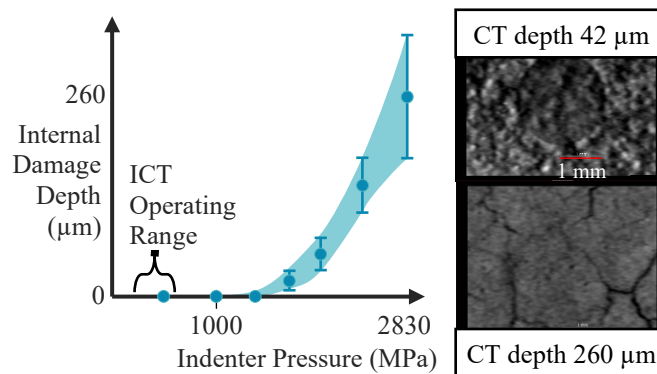 260
Internal
Damage
Depth
(µm)
0
ICT
Operating
Range
1000
2830
Indenter Pressure (MPa)
CT depth 42 µm
1 mm
CT depth 260 µm